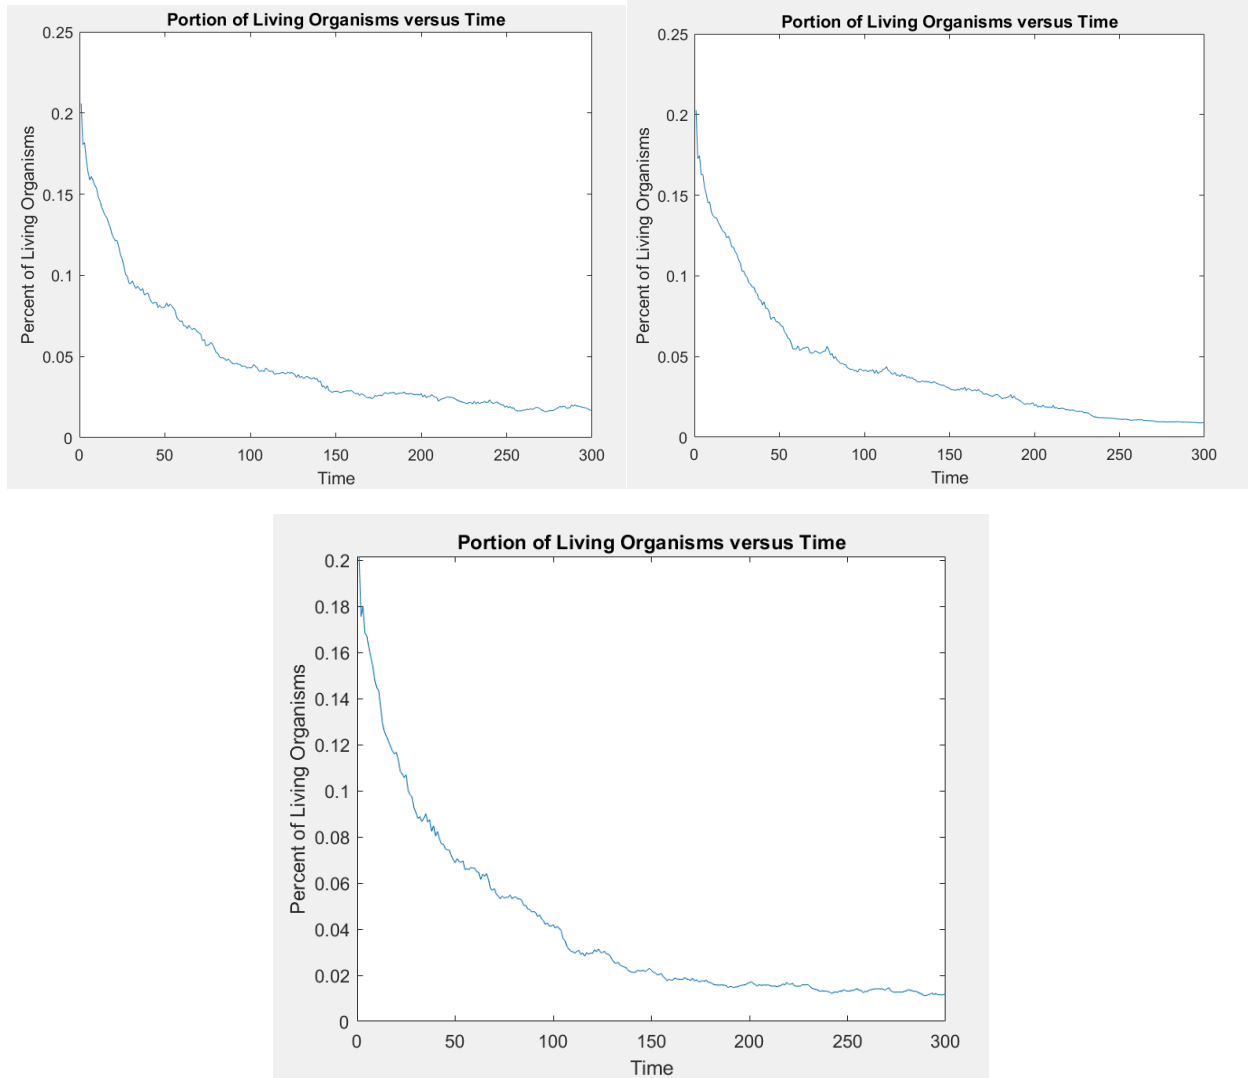 Portion of Living Organisms versus Time
Percent of Living Organisms
0.25
0.2
0.15
0.1
0.05
0
0 50 100 150 200 250 300
Time
Portion of Living Organisms versus Time
Percent of Living Organisms
0.25
0.2
0.15
0.1
0.05
0
0 50 100 150 200 250 300
Time
Portion of Living Organisms versus Time
Percent of Living Organisms
0.2
0.18
0.16
0.14
0.12
0.1
0.08
0.06
0.04
0.02
0
0 50 100 150 200 250 300
Time